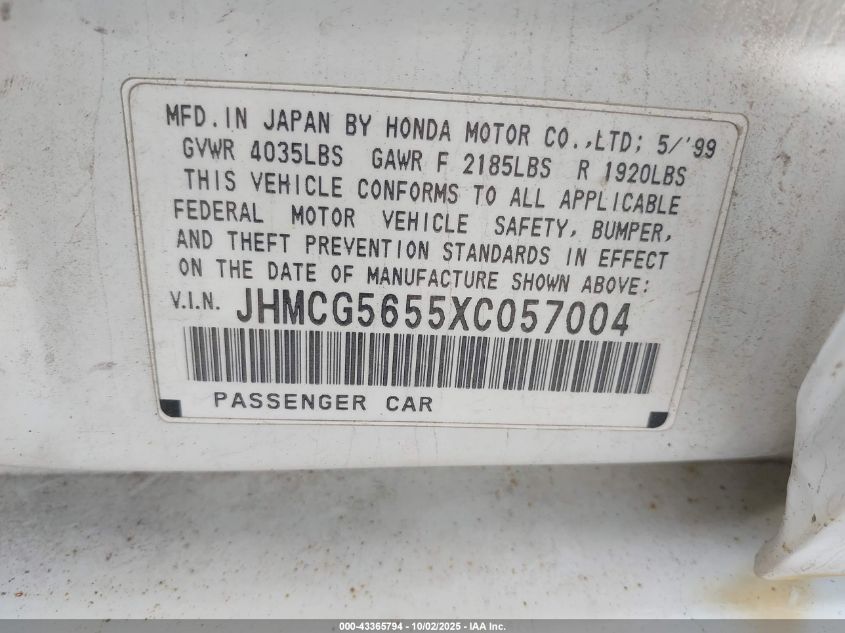 MFD. IN JAPAN BY HONDA MOTOR CO., LTD; 5/'99
GVWR 4035LBS GAWR F 2185LBS R 1920LBS
THIS VEHICLE CONFORMS TO ALL APPLICABLE
FEDERAL MOTOR VEHICLE SAFETY, BUMPER,
AND THEFT PREVENTION STANDARDS IN EFFECT
ON THE DATE OF MANUFACTURE SHOWN ABOVE:
V.I.N. JHMCG5655XC057004
PASSENGER CAR
000-43365794 - 10/02/2025 - IAA Inc.